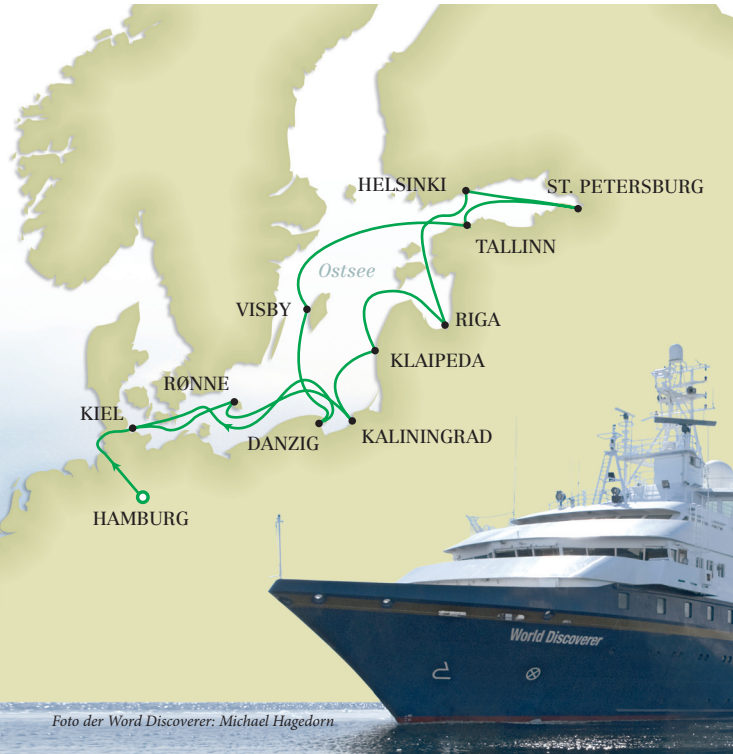 HELSINKI
ST. PETERSBURG
TALLINN
Ostsee
VISBY
RIGA
KLAIPEDA
RØNNE
KIEL
DANZIG
KALININGRAD
HAMBURG
World Discoverer
Foto der Word Discoverer: Michael Hagedorn